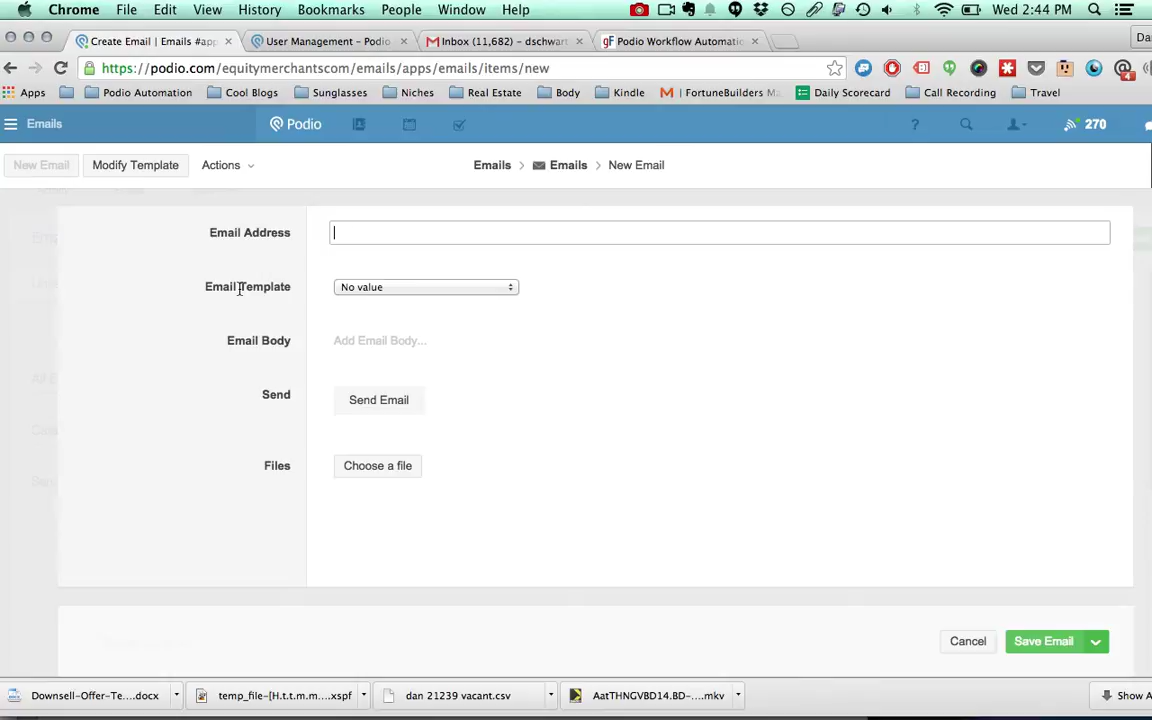 Chrome File Edit View History Bookmarks People Window Help Wed 2:44 PM
Create Email | Emails #app User Management - Podio Inbox (11,682) - dschwar Podio Workflow Automatio
https://podio.com/equitymerchantscom/emails/apps/emails/items/new
Apps Podio Automation Cool Blogs Sunglasses Niches Real Estate Body Kindle | FortuneBuilders M Daily Scorecard Call Recording Travel
Emails Podio ? 270
New Email Modify Template Actions Emails > Emails > New Email
Email Address
Email Template No value
Email Body Add Email Body...
Send Send Email
Files Choose a file
Cancel Save Email
Downsell-Offer-Te....docx temp_file-[H.t.t.m.m....xspf dan 21239 vacant.csv AatTHNGVBD14.BD-....mkv Show A